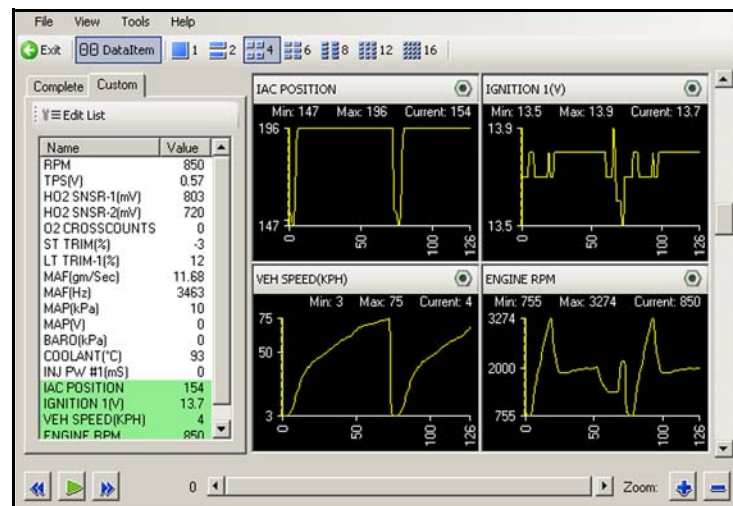 File View Tools Help
Exit DataItem 1 2 4 6 8 12 16
Complete Custom
Edit List
Name Value
RPM 850
TPS(V) 0.57
HO2 SNSR-1(mV) 803
HO2 SNSR-2(mV) 720
O2 CROSSCOUNTS 0
ST TRIM(%) -3
LT TRIM-1(%) 12
MAF(gm/Sec) 11.68
MAF(Hz) 3463
MAP(kPa) 10
MAP(V) 0
BARO(kPa) 0
COOLANT(°C) 93
INJ PW #1(mS) 0
IAC POSITION 154
IGNITION 1(V) 13.7
VEH SPEED(KPH) 4
ENGINE RPM 850
IAC POSITION
Min: 147 Max: 196 Current: 154
196
147
0 50 100 126
IGNITION 1(V)
Min: 13.5 Max: 13.9 Current: 13.7
13.9
13.5
0 50 100 126
VEH SPEED(KPH)
Min: 3 Max: 75 Current: 4
75
50
3
0 50 100 126
ENGINE RPM
Min: 755 Max: 3274 Current: 850
3274
2000
755
0 50 100 126
0 Zoom: